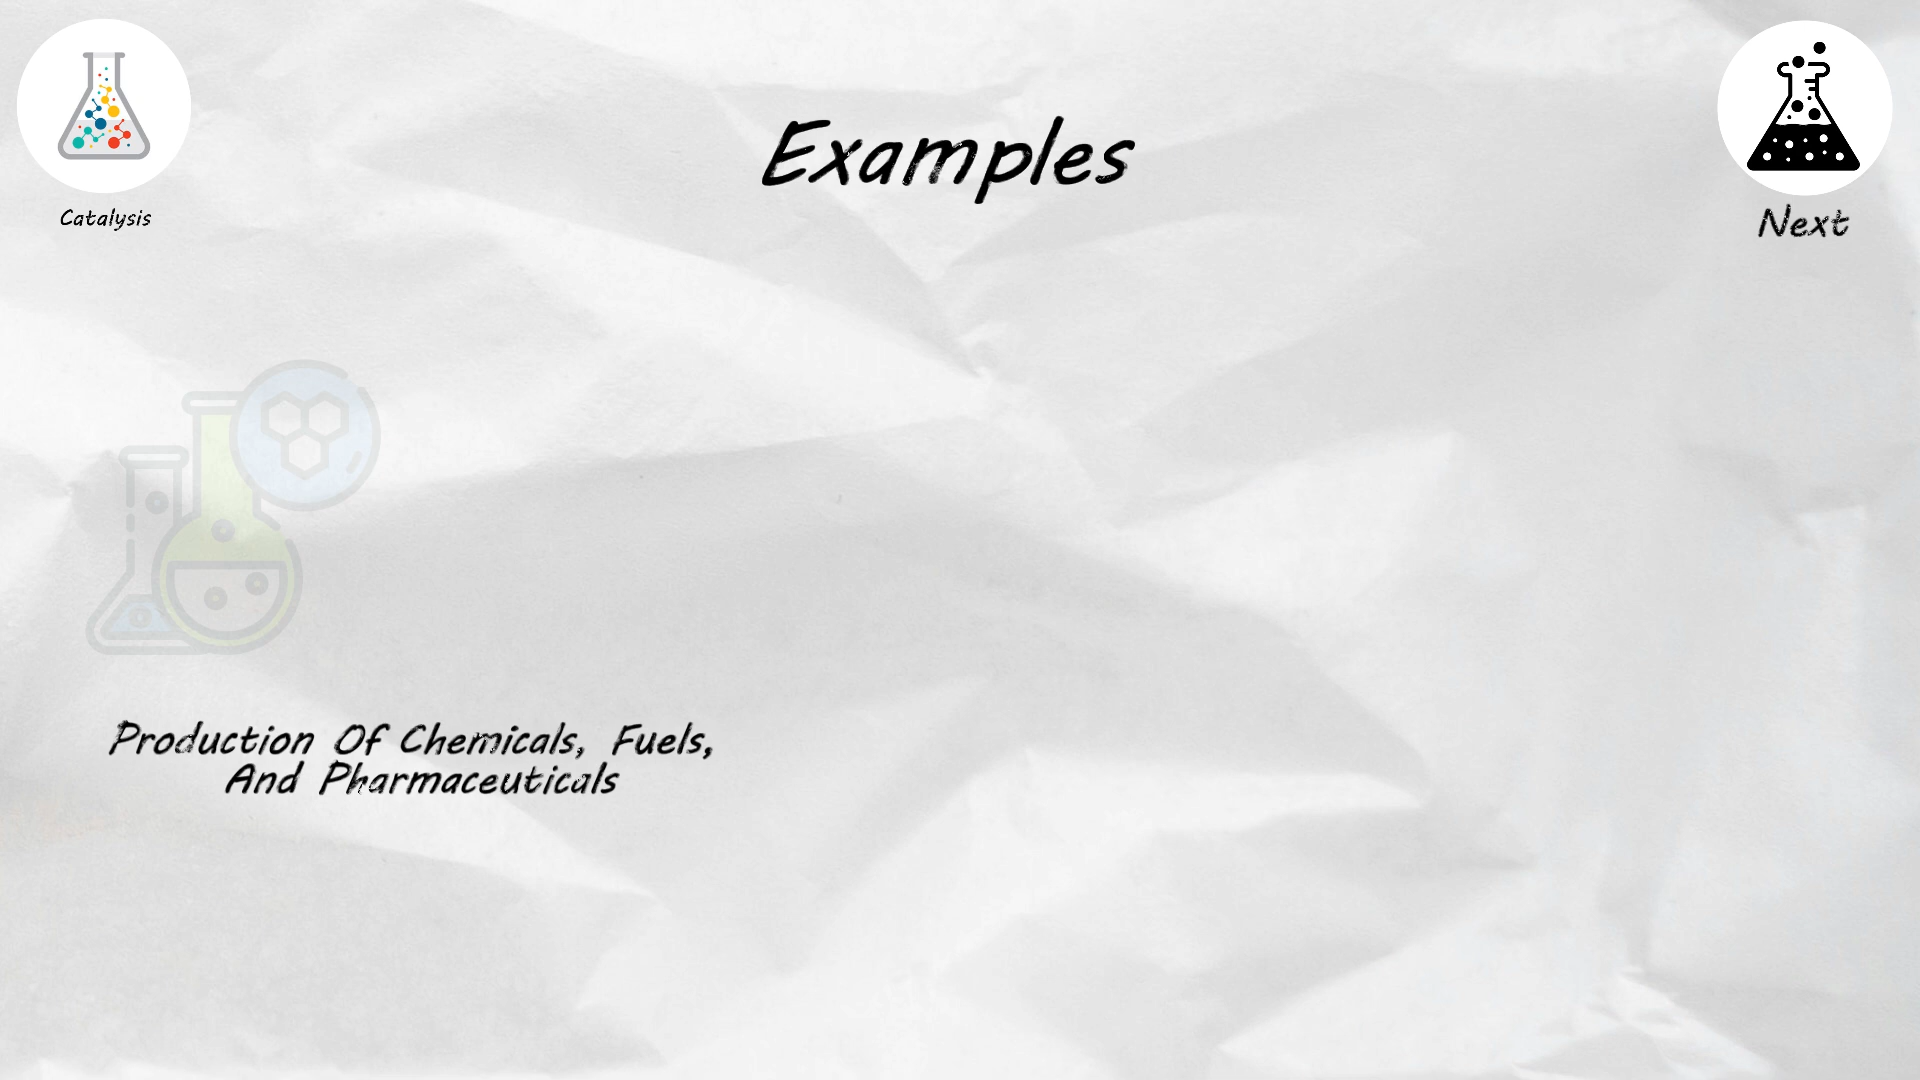 Examples
Catalysis
Next
Production Of Chemicals, Fuels,
And Pharmaceuticals